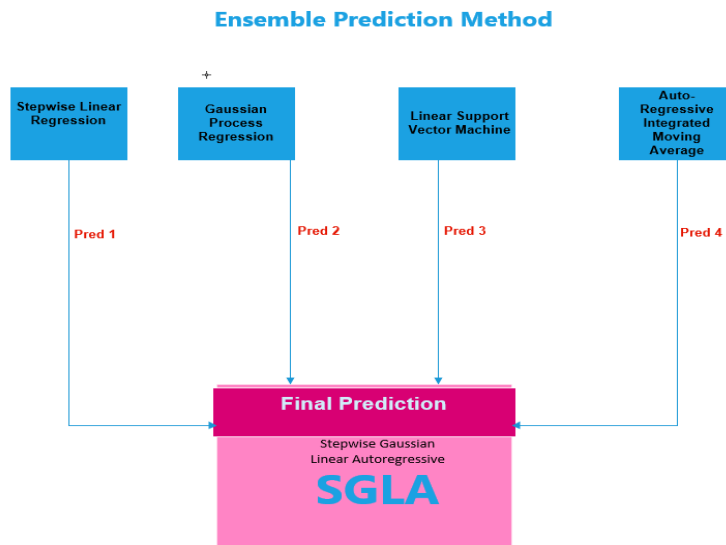 Ensemble Prediction Method
Stepwise Linear
Regression
Gaussian
Process
Regression
Linear Support
Vector Machine
Auto-
Regressive
Integrated
Moving
Average
Pred 1
Pred 2
Pred 3
Pred 4
Final Prediction
Stepwise Gaussian
Linear Autoregressive
SGLA